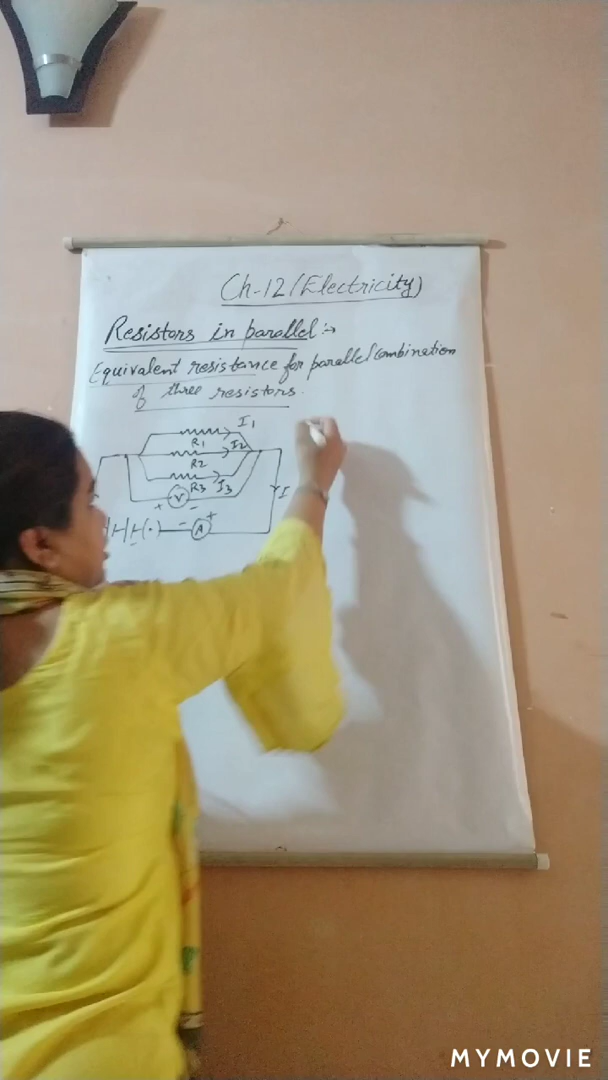 Ch-12 (Electricity)
Resistors in parallel :→
Equivalent resistance for parallel combination
of three resistors.
I1
R1
I2
R2
R3
I3
V
+
-
I
-
+
A
MYMOVIE